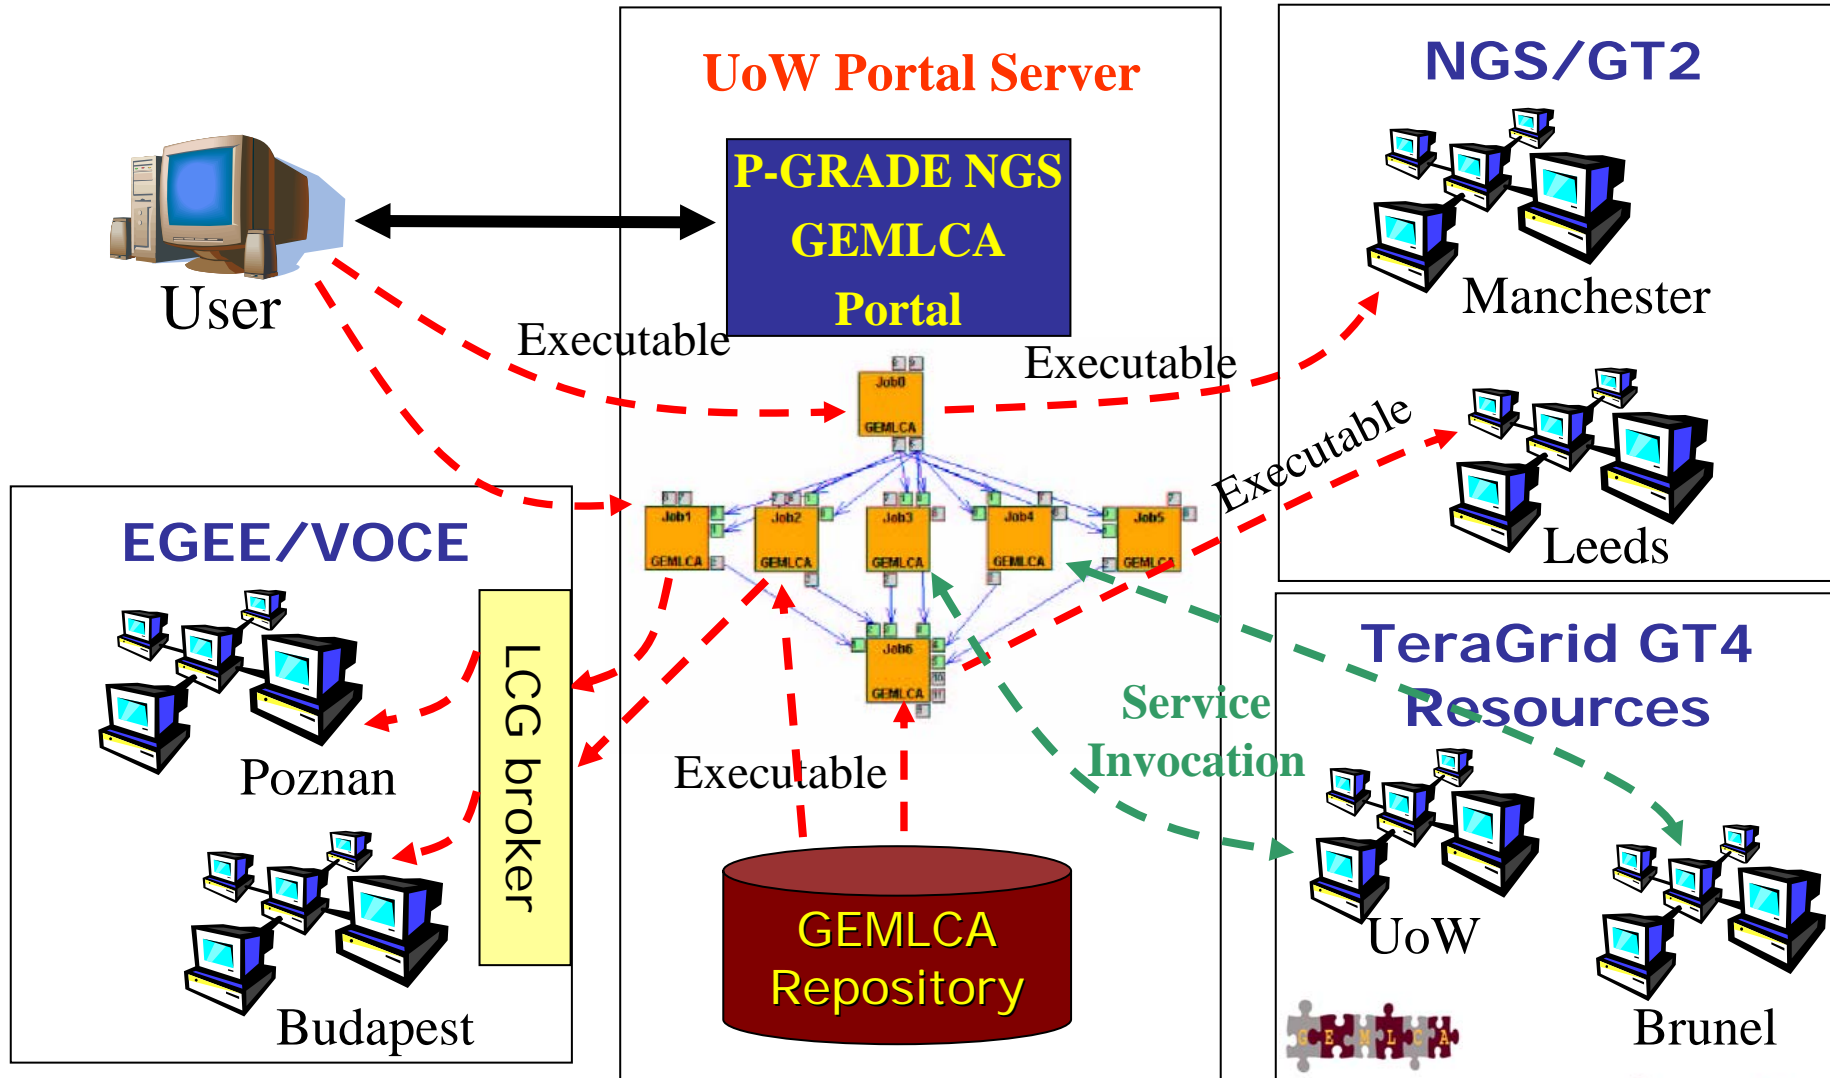 UoW Portal Server
NGS/GT2
P-GRADE NGS
GEMLCA
Portal
User
Manchester
Executable
Executable
Job0
GEMLCA
Executable
Leeds
EGEE/VOCE
Job1
GEMLCA
Job2
GEMLCA
Job3
GEMLCA
Job4
GEMLCA
Job5
GEMLCA
Job6
GEMLCA
LCG broker
Poznan
Budapest
Service
Invocation
TeraGrid GT4
Resources
Executable
GEMLCA
Repository
UoW
Brunel
GEMLCA